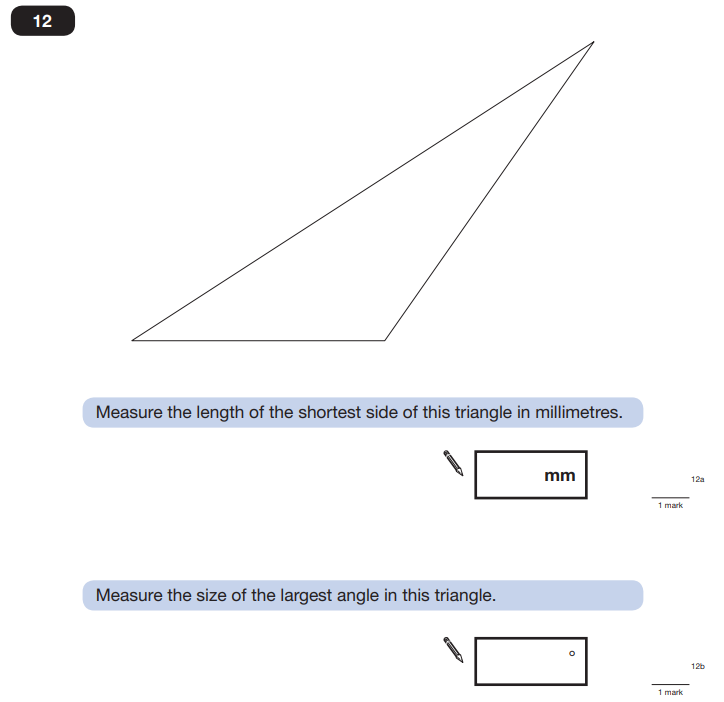 12
Measure the length of the shortest side of this triangle in millimetres.
mm
12a
1 mark
Measure the size of the largest angle in this triangle.
°
12b
1 mark